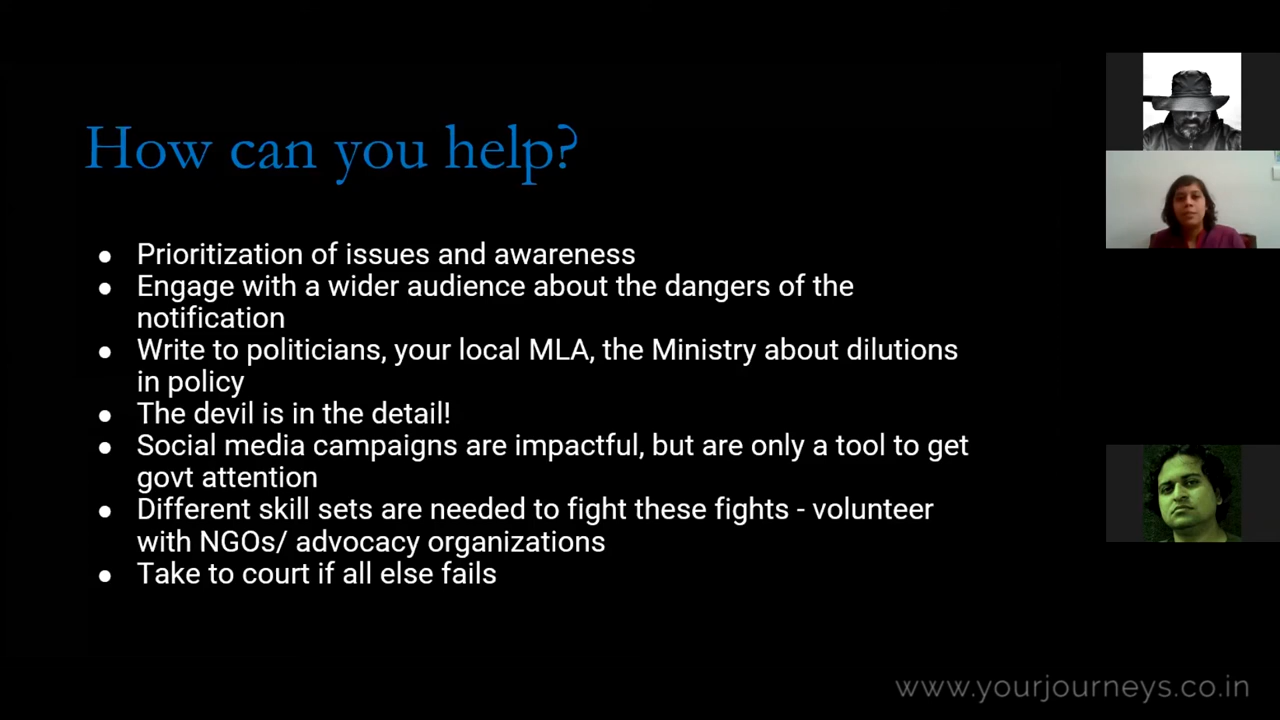 How can you help?
● Prioritization of issues and awareness
● Engage with a wider audience about the dangers of the
notification
● Write to politicians, your local MLA, the Ministry about dilutions
in policy
● The devil is in the detail!
● Social media campaigns are impactful, but are only a tool to get
govt attention
● Different skill sets are needed to fight these fights - volunteer
with NGOs/ advocacy organizations
● Take to court if all else fails
www.yourjourneys.co.in